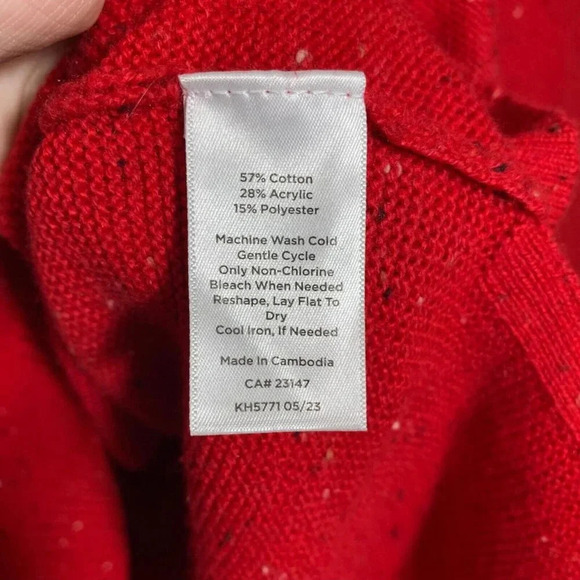 57% Cotton
28% Acrylic
15% Polyester
Machine Wash Cold
Gentle Cycle
Only Non-Chlorine
Bleach When Needed
Reshape, Lay Flat To
Dry
Cool Iron, If Needed
Made In Cambodia
CA# 23147
KH5771 05/23